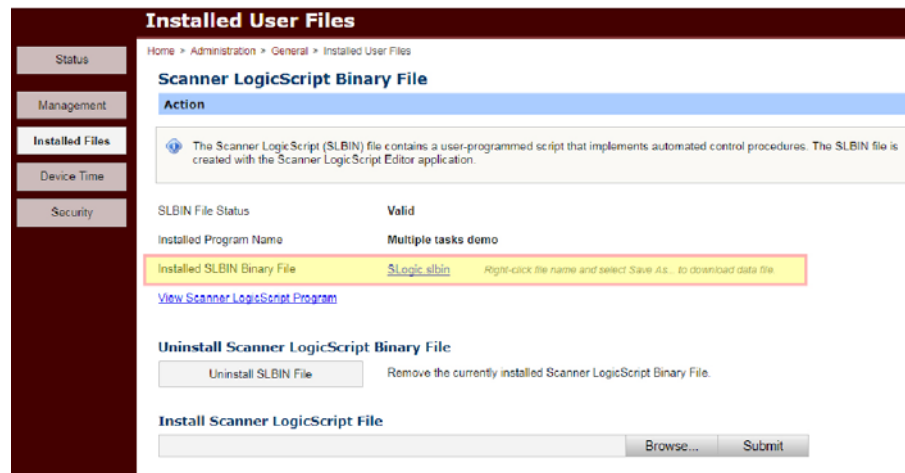 Installed User Files
Home > Administration > General > Installed User Files
Status
Management
Installed Files
Device Time
Security
Scanner LogicScript Binary File
Action
The Scanner LogicScript (SLBIN) file contains a user-programmed script that implements automated control procedures. The SLBIN file is
created with the Scanner LogicScript Editor application.
SLBIN File Status Valid
Installed Program Name Multiple tasks demo
Installed SLBIN Binary File SLogic.slbin Right-click file name and select Save As... to download data file.
View Scanner LogicScript Program
Uninstall Scanner LogicScript Binary File
Uninstall SLBIN File Remove the currently installed Scanner LogicScript Binary File.
Install Scanner LogicScript File
Browse... Submit